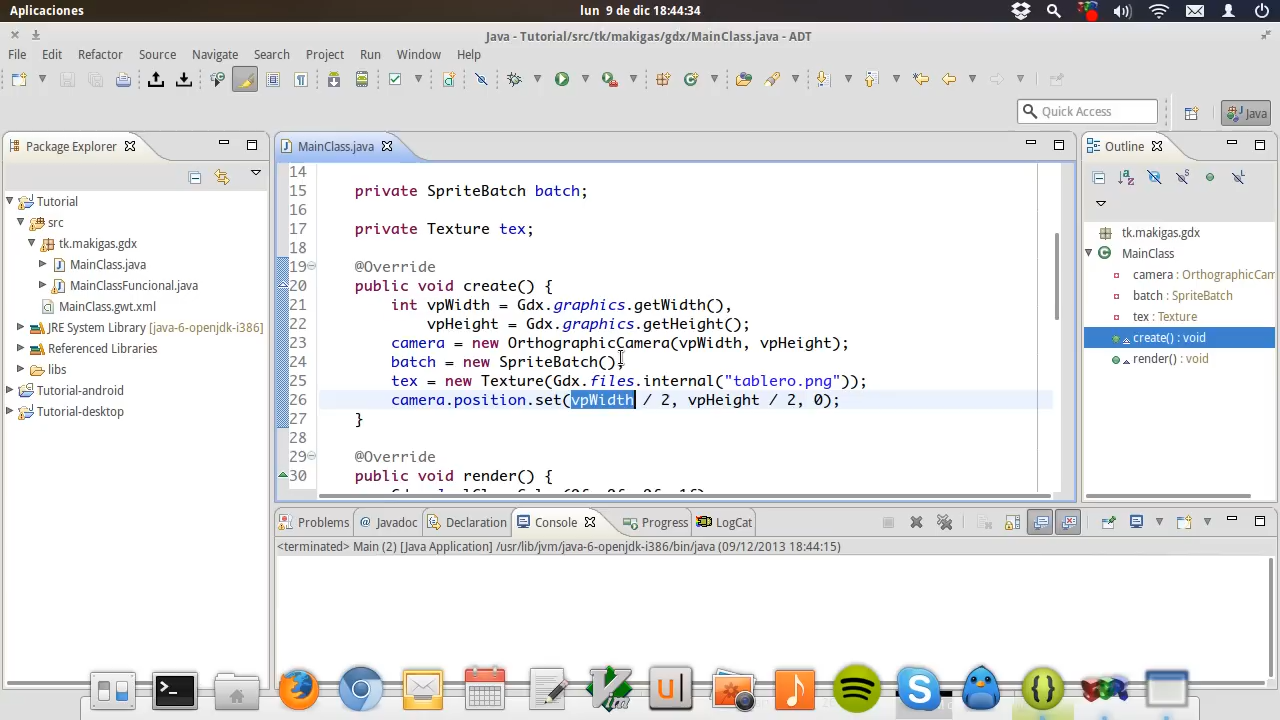 Aplicaciones
lun 9 de dic 18:44:34
Java - Tutorial/src/tk/makigas/gdx/MainClass.java - ADT
File Edit Refactor Source Navigate Search Project Run Window Help
Quick Access
Java
Package Explorer
Tutorial
src
tk.makigas.gdx
MainClass.java
MainClassFuncional.java
MainClass.gwt.xml
JRE System Library [java-6-openjdk-i386]
Referenced Libraries
libs
Tutorial-android
Tutorial-desktop
MainClass.java
14
15 private SpriteBatch batch;
16
17 private Texture tex;
18
19 @Override
20 public void create() {
21 int vpWidth = Gdx.graphics.getWidth(),
22 vpHeight = Gdx.graphics.getHeight();
23 camera = new OrthographicCamera(vpWidth, vpHeight);
24 batch = new SpriteBatch();
25 tex = new Texture(Gdx.files.internal("tablero.png"));
26 camera.position.set(vpWidth / 2, vpHeight / 2, 0);
27 }
28
29 @Override
30 public void render() {
Outline
tk.makigas.gdx
MainClass
camera : OrthographicCam
batch : SpriteBatch
tex : Texture
create() : void
render() : void
Problems Javadoc Declaration Console Progress LogCat
<terminated> Main (2) [Java Application] /usr/lib/jvm/java-6-openjdk-i386/bin/java (09/12/2013 18:44:15)